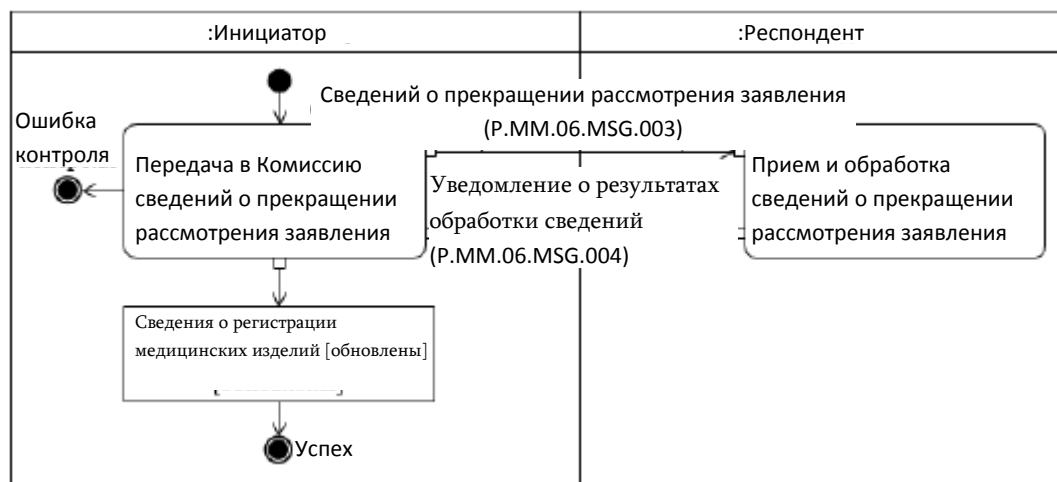 :Инициатор
:Респондент
Сведений о прекращении рассмотрения заявления
(P.MM.06.MSG.003)
Ошибка
контроля
Передача в Комиссию
сведений о прекращении
рассмотрения заявления
Уведомление о результатах
обработки сведений
(P.MM.06.MSG.004)
Прием и обработка
сведений о прекращении
рассмотрения заявления
Сведения о регистрации
медицинских изделий [обновлены]
Успех